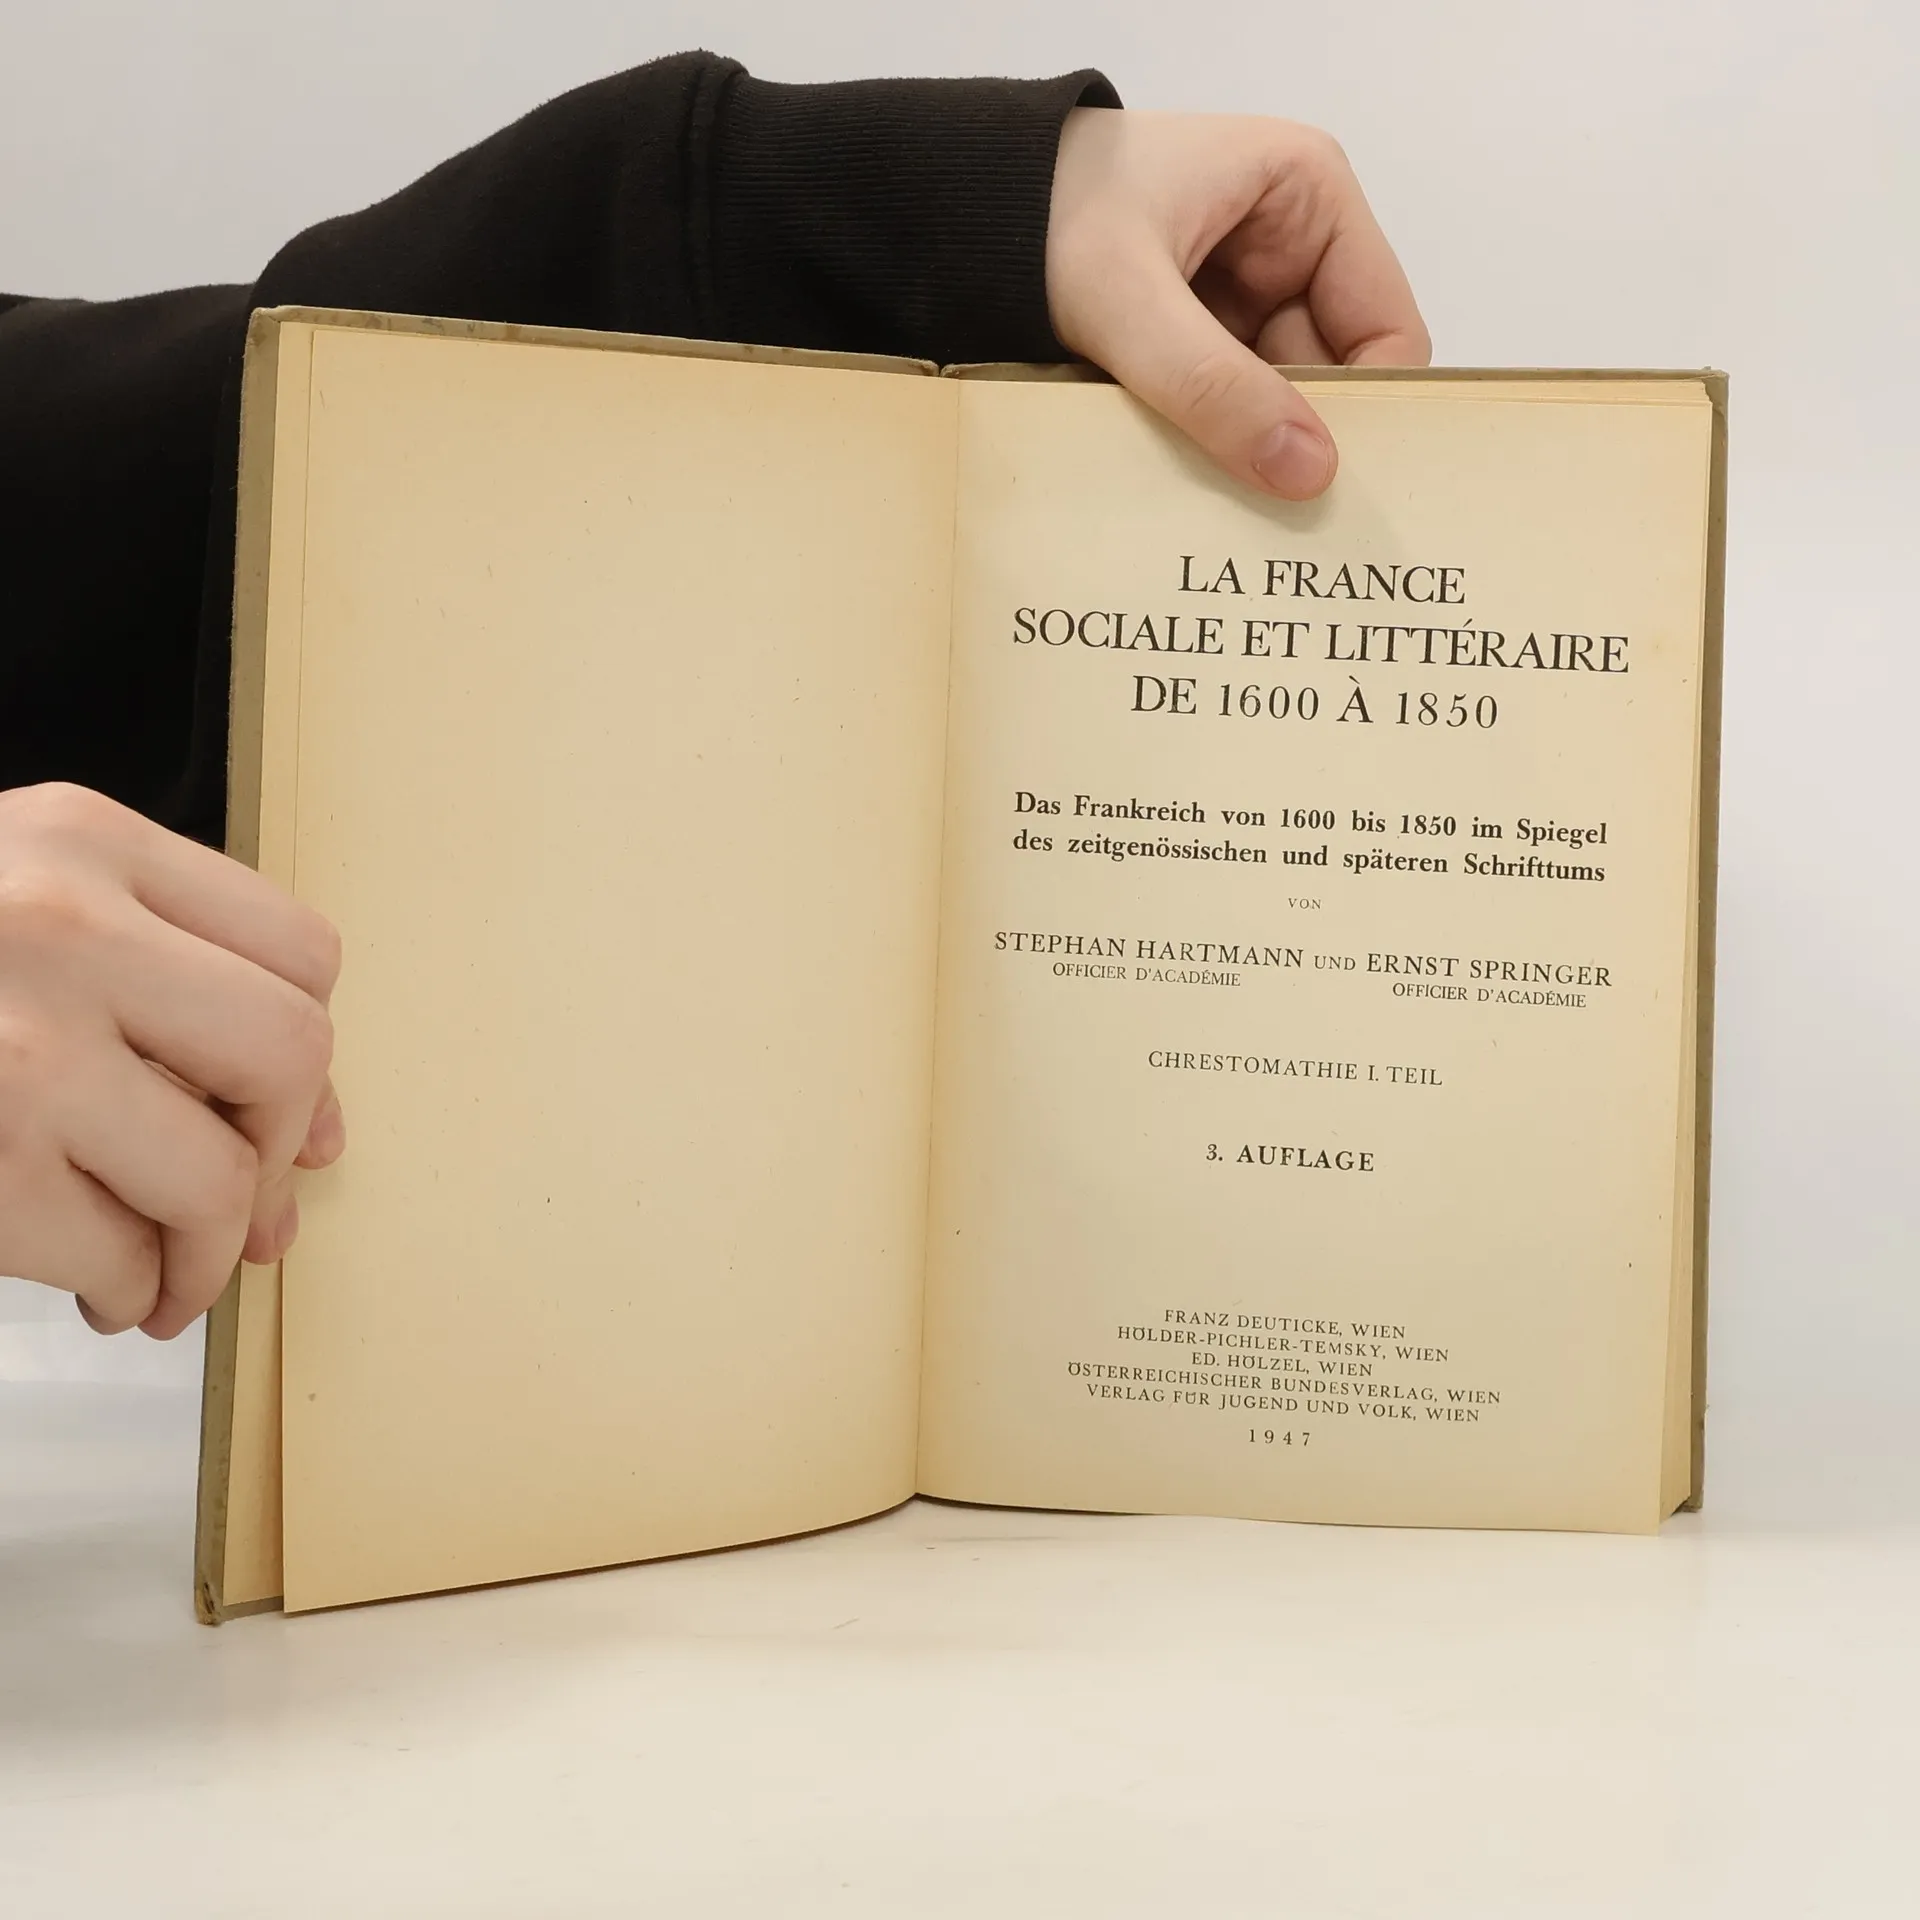 LA FRANCE
SOCIALE ET LITTÉRAIRE
DE 1600 À 1850
Das Frankreich von 1600 bis 1850 im Spiegel
des zeitgenössischen und späteren Schrifttums
VON
STEPHAN HARTMANN UND ERNST SPRINGER
OFFICIER D'ACADÉMIE OFFICIER D'ACADÉMIE
CHRESTOMATHIE I. TEIL
3. AUFLAGE
FRANZ DEUTICKE, WIEN
HÖLDER-PICHLER-TEMSKY, WIEN
ED. HÖLZEL, WIEN
ÖSTERREICHISCHER BUNDESVERLAG, WIEN
VERLAG FÜR JUGEND UND VOLK, WIEN
1947